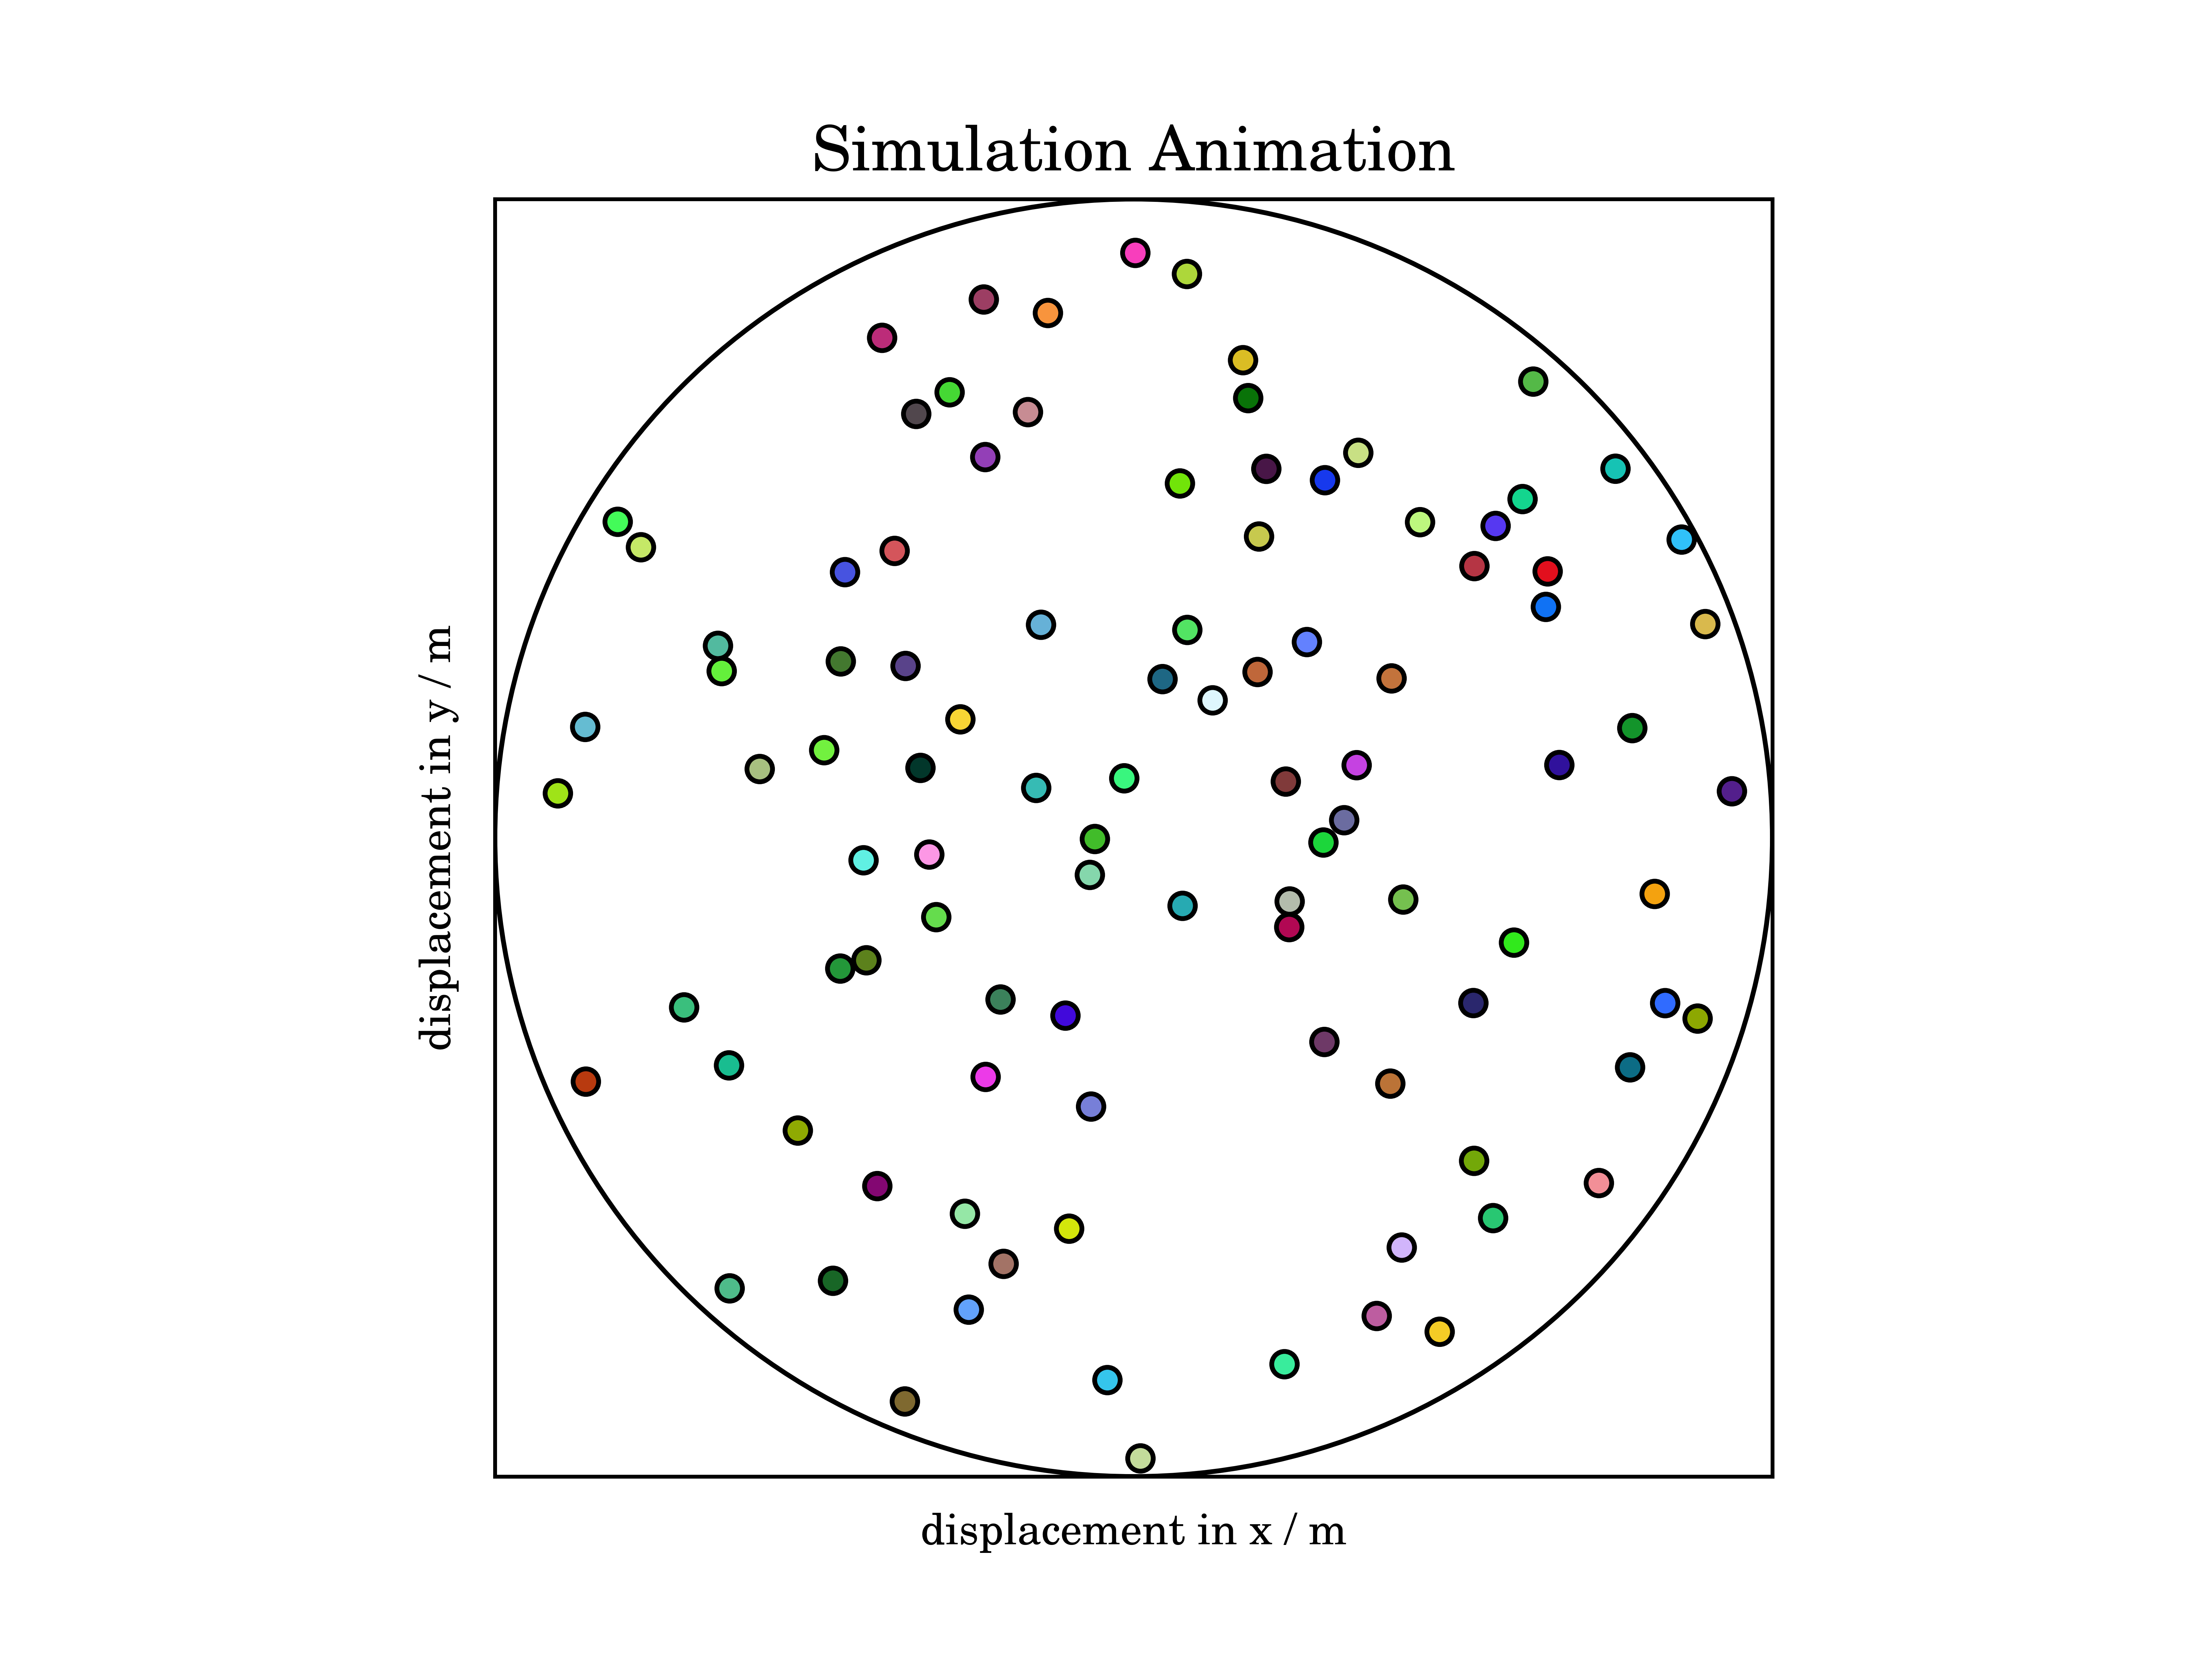 Simulation Animation
displacement in y / m
displacement in x / m